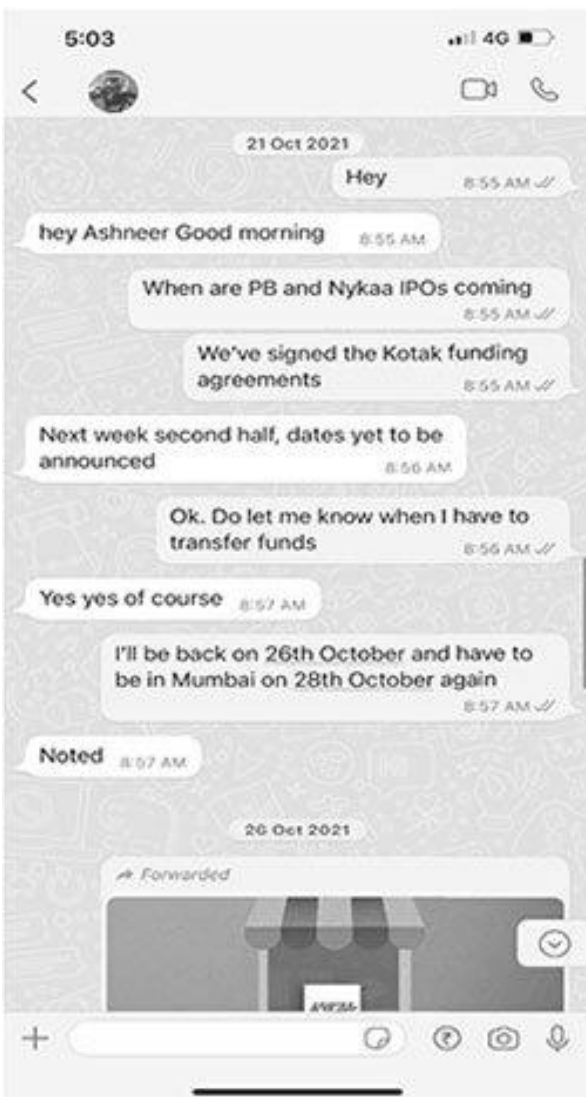 5:03
4G
21 Oct 2021
Hey
8:55 AM
hey Ashneer Good morning
8:55 AM
When are PB and Nykaa IPOs coming
8:55 AM
We've signed the Kotak funding
agreements
8:55 AM
Next week second half, dates yet to be
announced
8:56 AM
Ok. Do let me know when I have to
transfer funds
8:56 AM
Yes yes of course
8:57 AM
I'll be back on 26th October and have to
be in Mumbai on 28th October again
8:57 AM
Noted
8:57 AM
26 Oct 2021
Forwarded